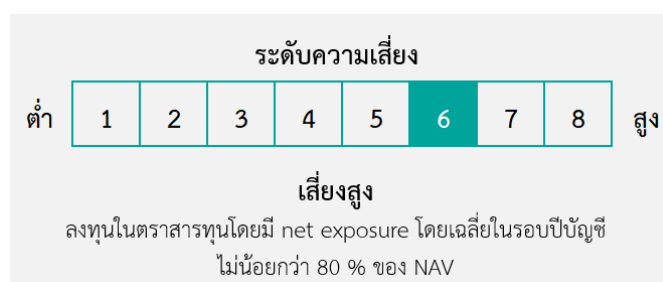 ระดับความเสี่ยง
ต่ำ 1 2 3 4 5 6 7 8 สูง
เสี่ยงสูง
ลงทุนในตราสารทุนโดยมี net exposure โดยเฉลี่ยในรอบปีบัญชี
ไม่น้อยกว่า 80 % ของ NAV